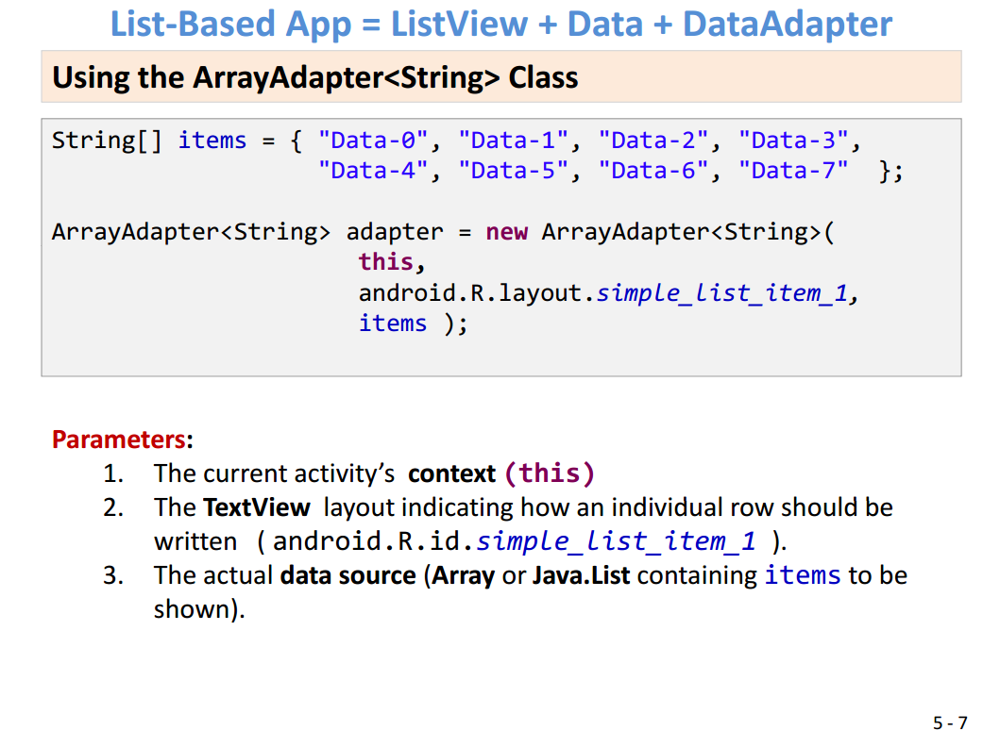 List-Based App = ListView + Data + DataAdapter
Using the ArrayAdapter<String> Class
String[] items = { "Data-0", "Data-1", "Data-2", "Data-3",
"Data-4", "Data-5", "Data-6", "Data-7" };
ArrayAdapter<String> adapter = new ArrayAdapter<String>(
this,
android.R.layout.simple_list_item_1,
items );
Parameters:
1. The current activity’s context (this)
2. The TextView layout indicating how an individual row should be
written ( android.R.id.simple_list_item_1 ).
3. The actual data source (Array or Java.List containing items to be
shown).
5 - 7